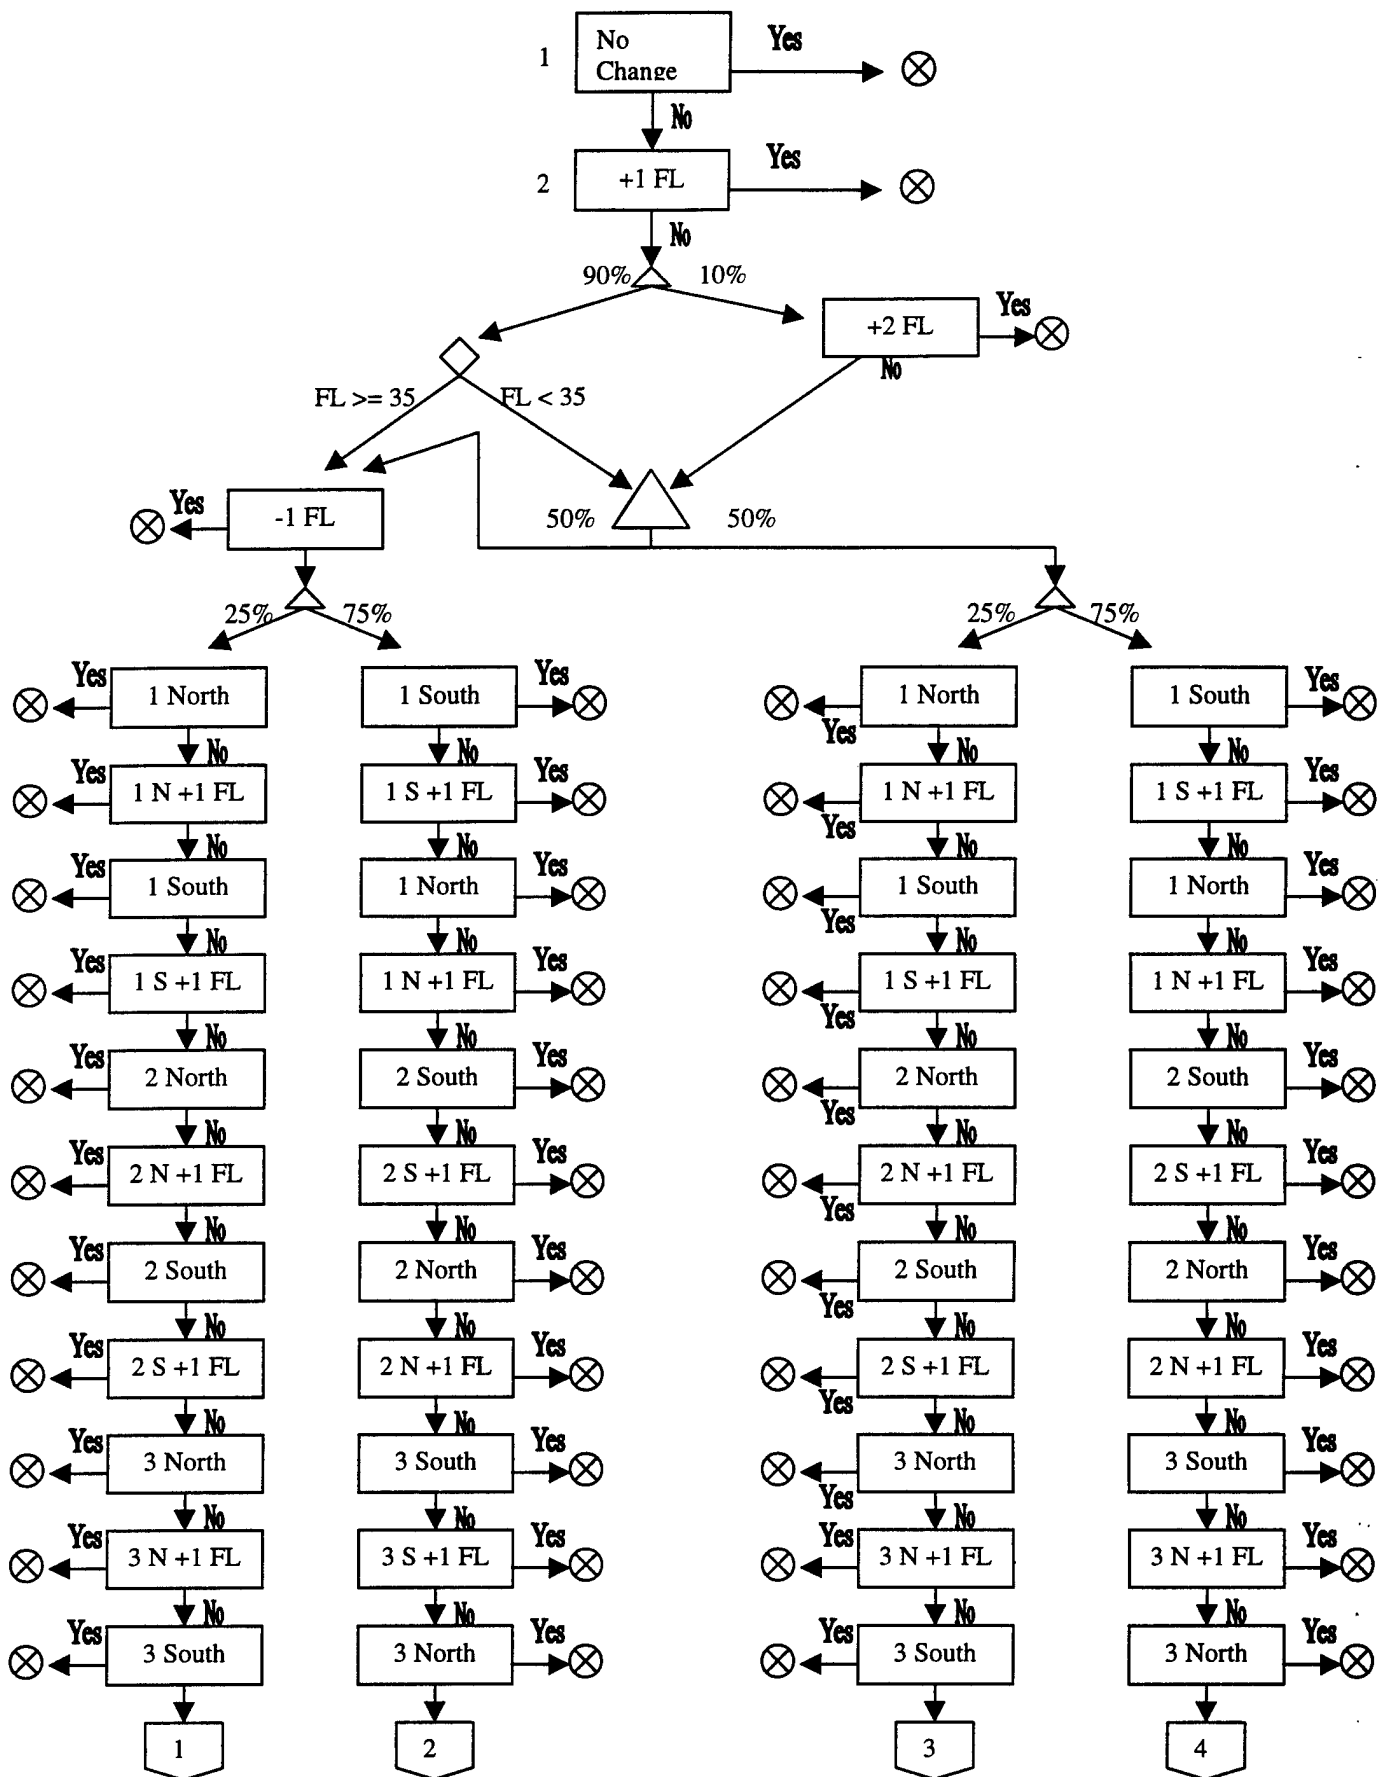 1
No
Change
Yes
No
2
+1 FL
Yes
No
90%
10%
+2 FL
Yes
No
FL >= 35
FL < 35
Yes
-1 FL
50%
50%
25%
75%
25%
75%
Yes
1 North
1 South
Yes
Yes
1 North
1 South
Yes
No
No
No
No
Yes
1 N +1 FL
1 S +1 FL
Yes
Yes
1 N +1 FL
1 S +1 FL
Yes
No
No
No
No
Yes
1 South
1 North
Yes
Yes
1 South
1 North
Yes
No
No
No
No
Yes
1 S +1 FL
1 N +1 FL
Yes
Yes
1 S +1 FL
1 N +1 FL
Yes
No
No
No
No
Yes
2 North
2 South
Yes
Yes
2 North
2 South
Yes
No
No
No
No
Yes
2 N +1 FL
2 S +1 FL
Yes
Yes
2 N +1 FL
2 S +1 FL
Yes
No
No
No
No
Yes
2 South
2 North
Yes
Yes
2 South
2 North
Yes
No
No
No
No
Yes
2 S +1 FL
2 N +1 FL
Yes
Yes
2 S +1 FL
2 N +1 FL
Yes
No
No
No
No
Yes
3 North
3 South
Yes
Yes
3 North
3 South
Yes
No
No
No
No
Yes
3 N +1 FL
3 S +1 FL
Yes
Yes
3 N +1 FL
3 N +1 FL
Yes
No
No
No
No
Yes
3 South
3 North
Yes
Yes
3 South
3 North
Yes
1
2
3
4